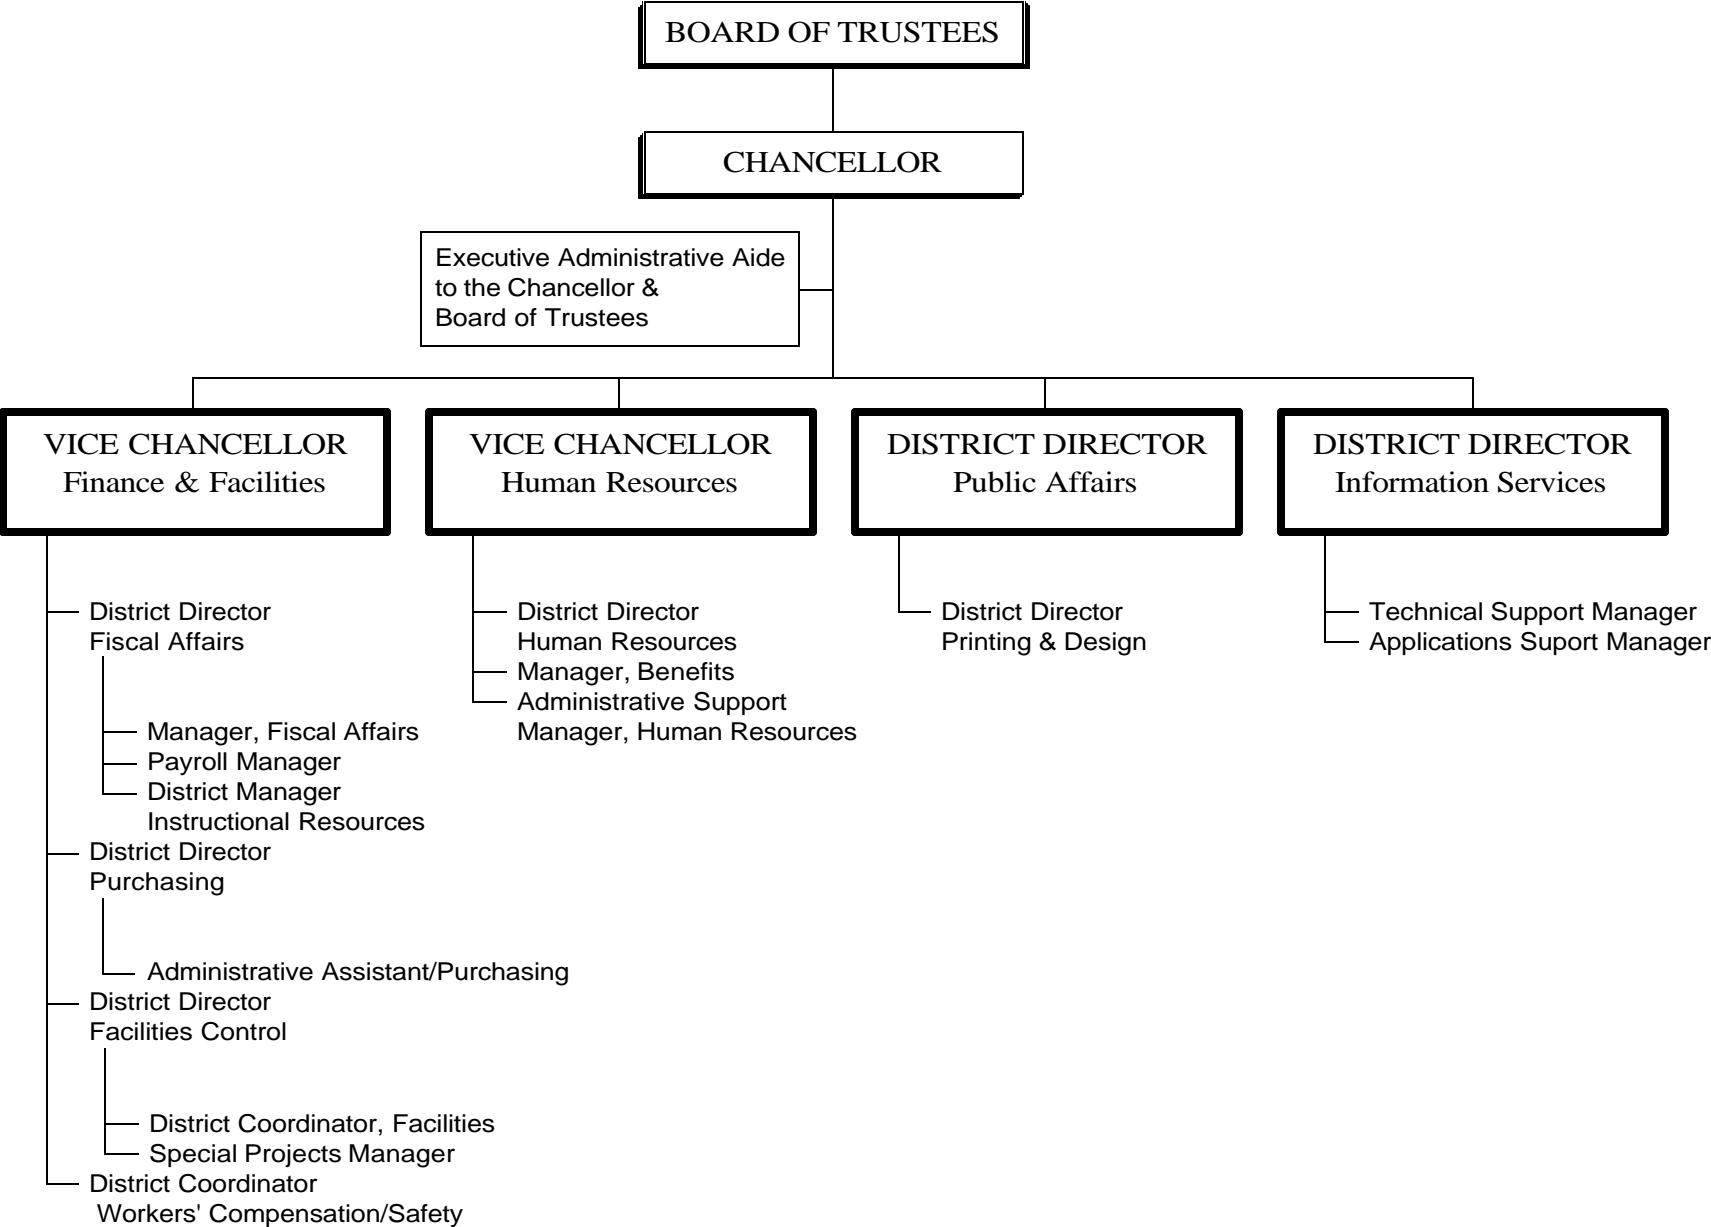 BOARD OF TRUSTEES
CHANCELLOR
Executive Administrative Aide
to the Chancellor &
Board of Trustees
VICE CHANCELLOR
Finance & Facilities
VICE CHANCELLOR
Human Resources
DISTRICT DIRECTOR
Public Affairs
DISTRICT DIRECTOR
Information Services
District Director
Fiscal Affairs
Manager, Fiscal Affairs
Payroll Manager
District Manager
Instructional Resources
District Director
Purchasing
Administrative Assistant/Purchasing
District Director
Facilities Control
District Coordinator, Facilities
Special Projects Manager
District Coordinator
Workers' Compensation/Safety
District Director
Human Resources
Manager, Benefits
Administrative Support
Manager, Human Resources
District Director
Printing & Design
Technical Support Manager
Applications Suport Manager